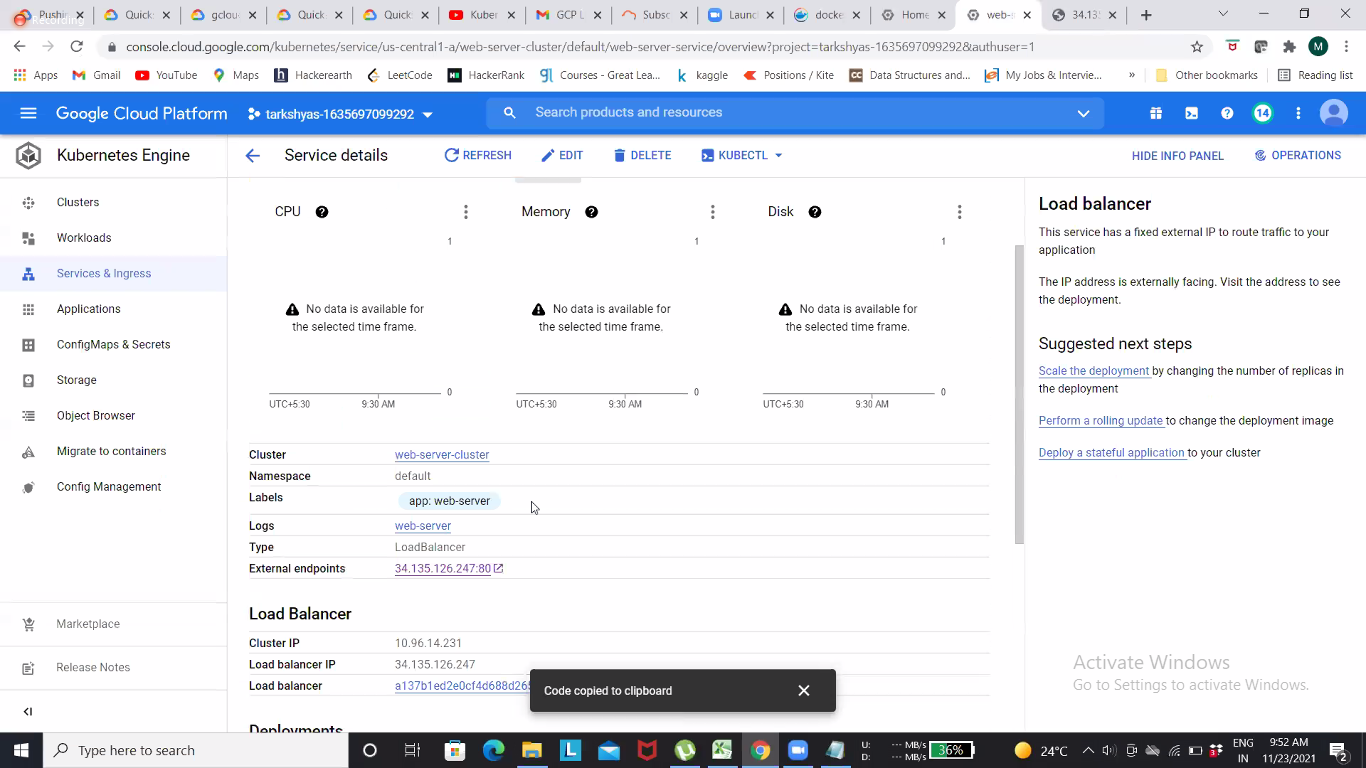 Recording
Pushin
Quick
gclou
Quick
Quick
Kuber
GCP L
Subsc
Launc
docke
Home
web-s
34.13
console.cloud.google.com/kubernetes/service/us-central1-a/web-server-cluster/default/web-server-service/overview?project=tarkshyas-1635697099292&authuser=1
M
Apps
Gmail
YouTube
Maps
Hackerearth
LeetCode
HackerRank
Courses - Great Lea...
kaggle
Positions / Kite
Data Structures and...
My Jobs & Intervie...
»
Other bookmarks
Reading list
Google Cloud Platform
tarkshyas-1635697099292
Search products and resources
14
Kubernetes Engine
Service details
REFRESH
EDIT
DELETE
KUBECTL
HIDE INFO PANEL
OPERATIONS
Clusters
Workloads
Services & Ingress
Applications
ConfigMaps & Secrets
Storage
Object Browser
Migrate to containers
Config Management
Marketplace
Release Notes
CPU
1
No data is available for
the selected time frame.
0
UTC+5:30 9:30 AM
Memory
1
No data is available for
the selected time frame.
0
UTC+5:30 9:30 AM
Disk
1
No data is available for
the selected time frame.
0
UTC+5:30 9:30 AM
Cluster web-server-cluster
Namespace default
Labels app: web-server
Logs web-server
Type LoadBalancer
External endpoints 34.135.126.247:80
Load Balancer
Cluster IP 10.96.14.231
Load balancer IP 34.135.126.247
Load balancer a137b1ed2e0cf4d688d265
Deployments
Code copied to clipboard
Load balancer
This service has a fixed external IP to route traffic to your
application
The IP address is externally facing. Visit the address to see
the deployment.
Suggested next steps
Scale the deployment by changing the number of replicas in
the deployment
Perform a rolling update to change the deployment image
Deploy a stateful application to your cluster
Activate Windows
Go to Settings to activate Windows.
Type here to search
U: --- MB/s
D: --- MB/s
36%
24°C
ENG
IN
9:52 AM
11/23/2021
2